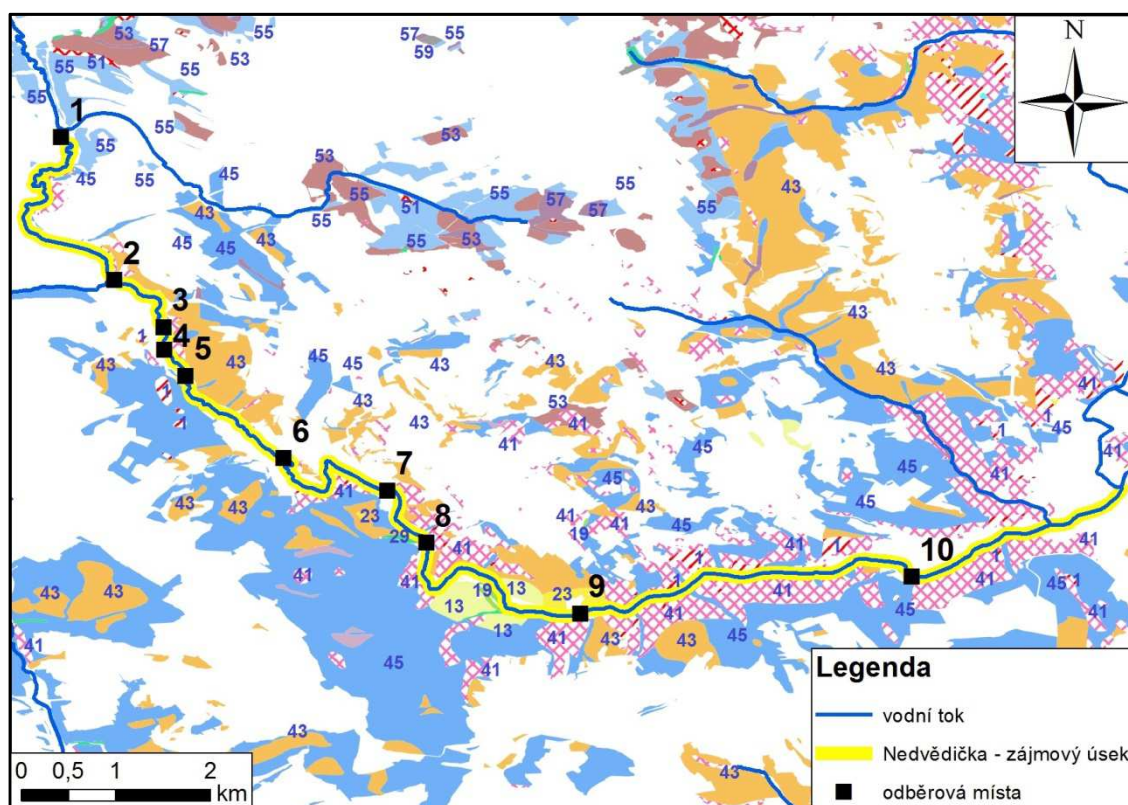 53 57 55 57 55
55 51 55 53 59
N
55
1
55
53
45 55 45 53 55 51 57 55 43
43 55 57 55
45 45 43 55 53
2
3
1 4 5
43
43 45 45 43 43
43 43 53 41
1 43 41 1 45
6 45 45 41
7 45 41
43 43 41 23 43 45
8 29 41 41 19 45 41 1 41
10
9
41 41 13 19 13 23 1 41 41 1
43 43 13 41 43 43 45 45 45
41 45 41
43 43 43
Legenda
vodní tok
Nedvědička - zájmový úsek
odběrová místa
0 0,5 1 2
km